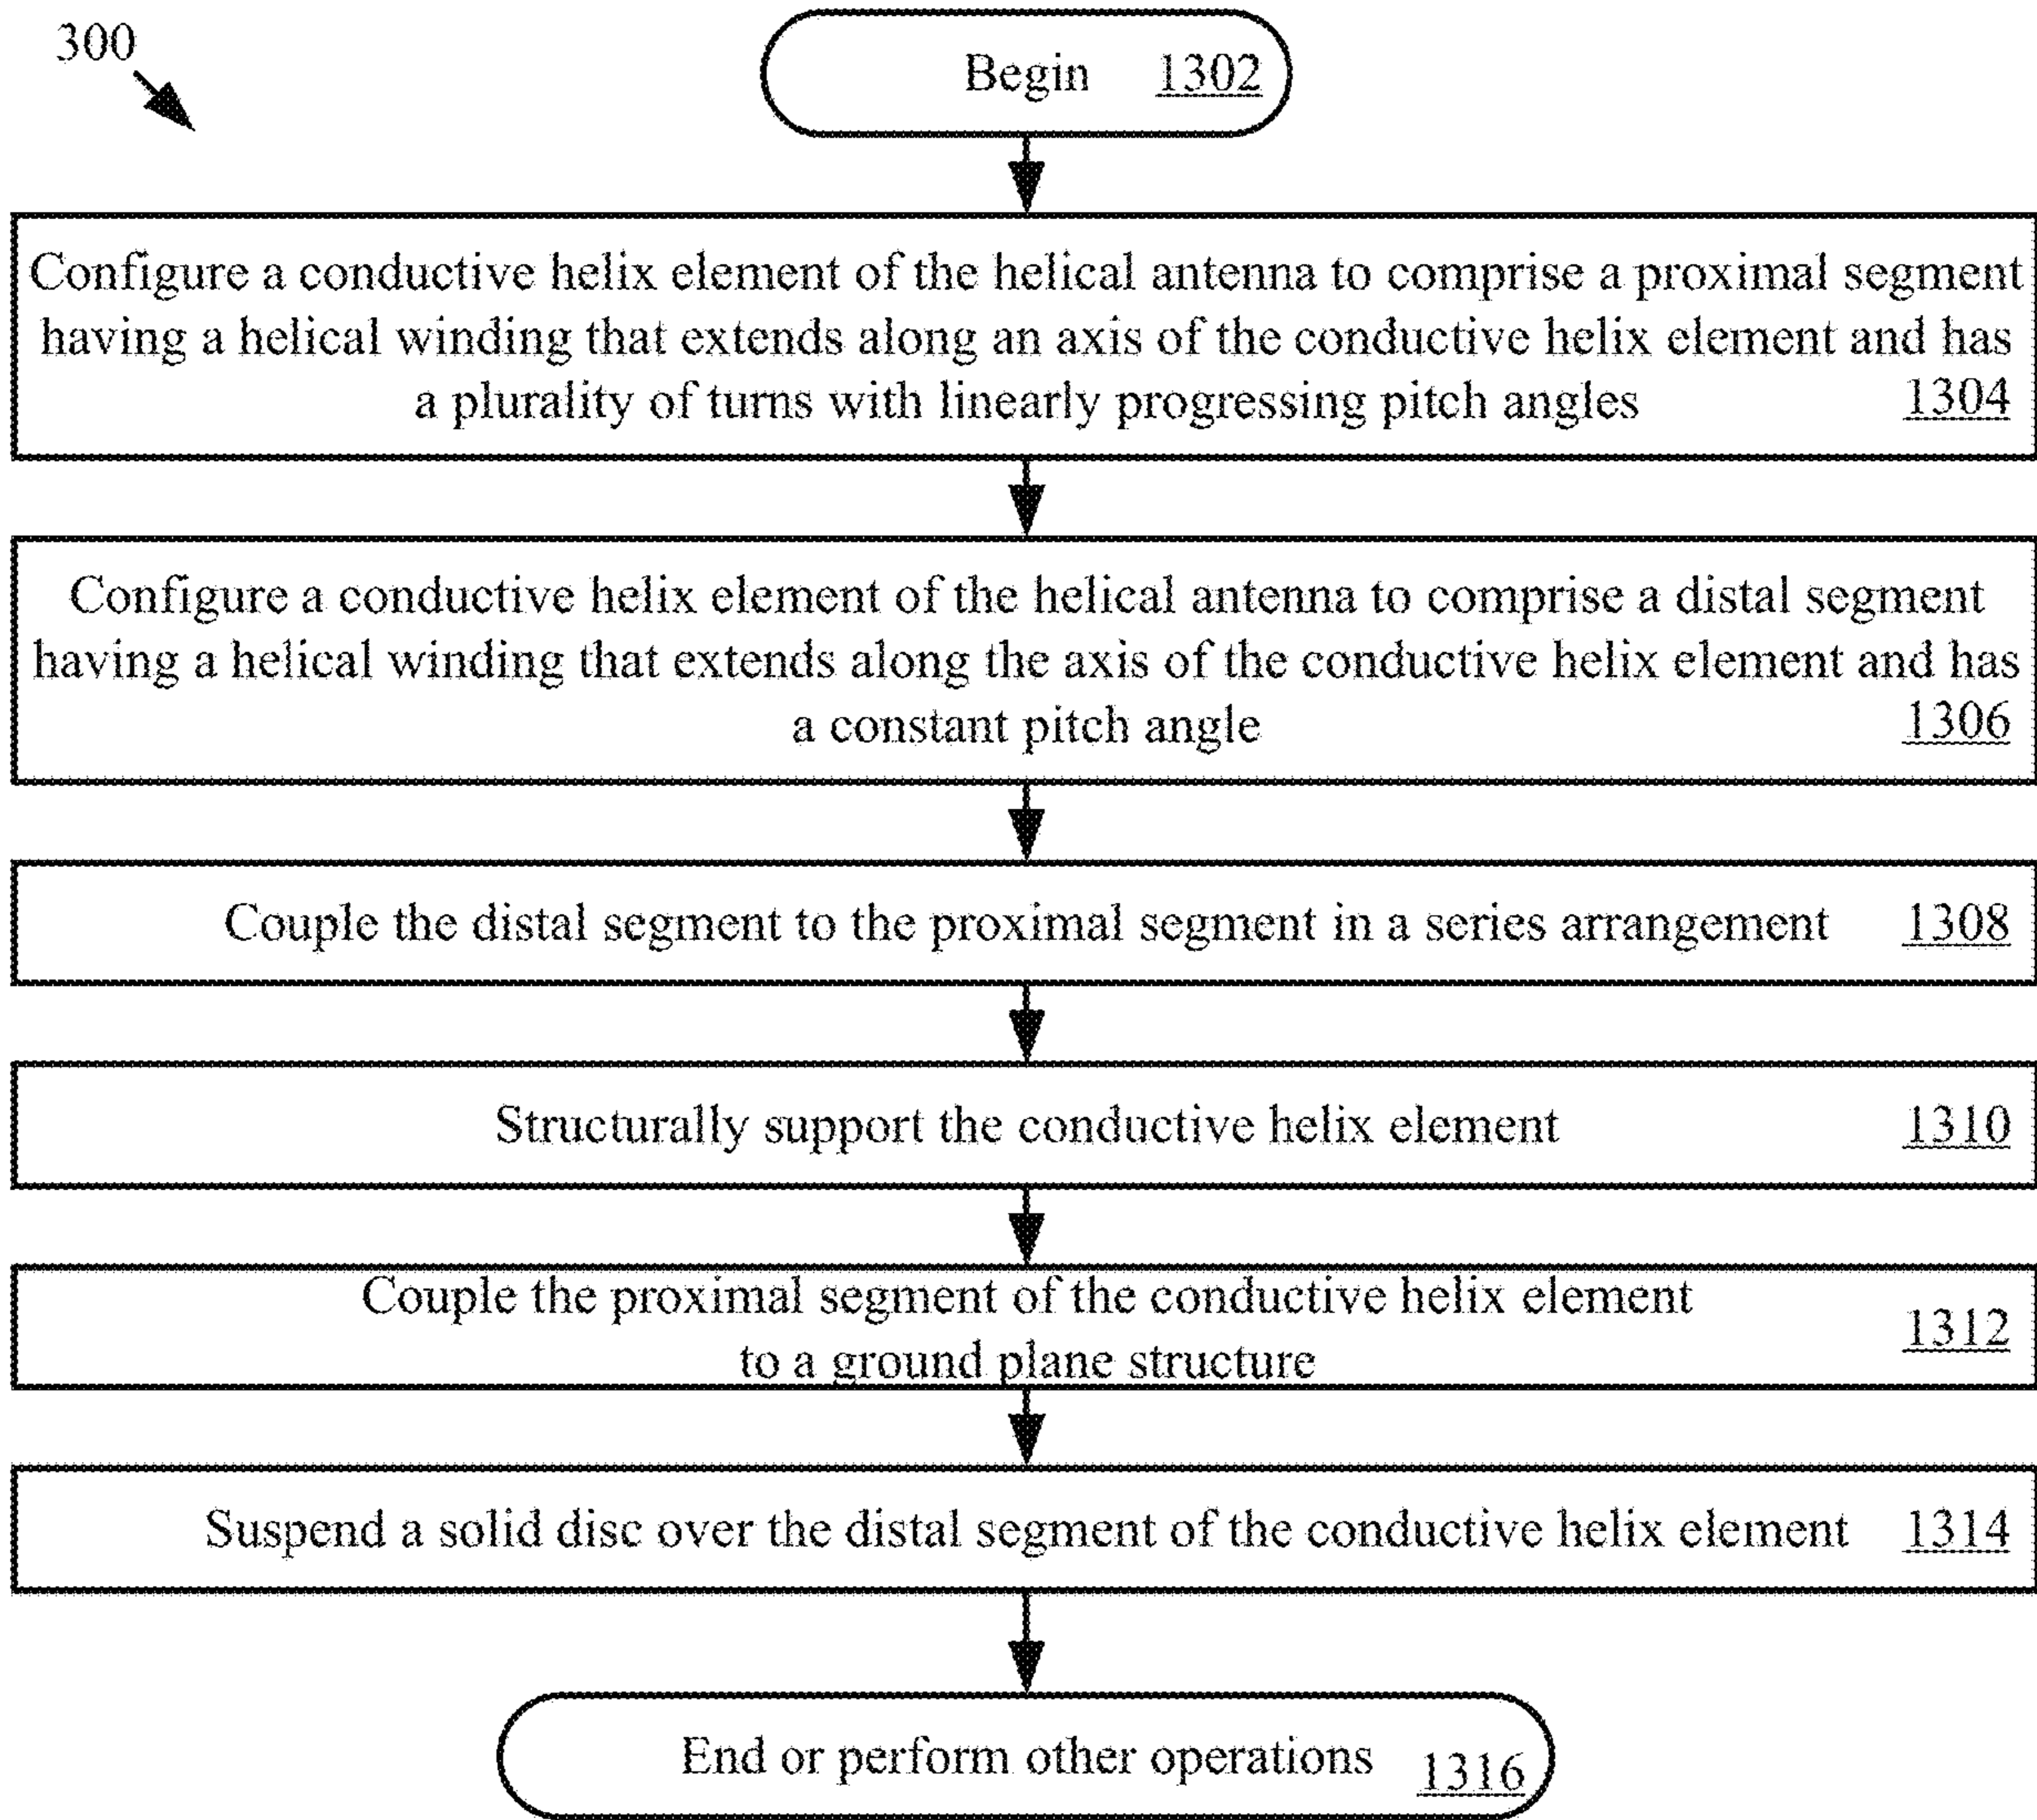 300
Begin 1302
Configure a conductive helix element of the helical antenna to comprise a proximal segment
having a helical winding that extends along an axis of the conductive helix element and has
a plurality of turns with linearly progressing pitch angles 1304
Configure a conductive helix element of the helical antenna to comprise a distal segment
having a helical winding that extends along the axis of the conductive helix element and has
a constant pitch angle 1306
Couple the distal segment to the proximal segment in a series arrangement 1308
Structurally support the conductive helix element 1310
Couple the proximal segment of the conductive helix element
to a ground plane structure 1312
Suspend a solid disc over the distal segment of the conductive helix element 1314
End or perform other operations 1316